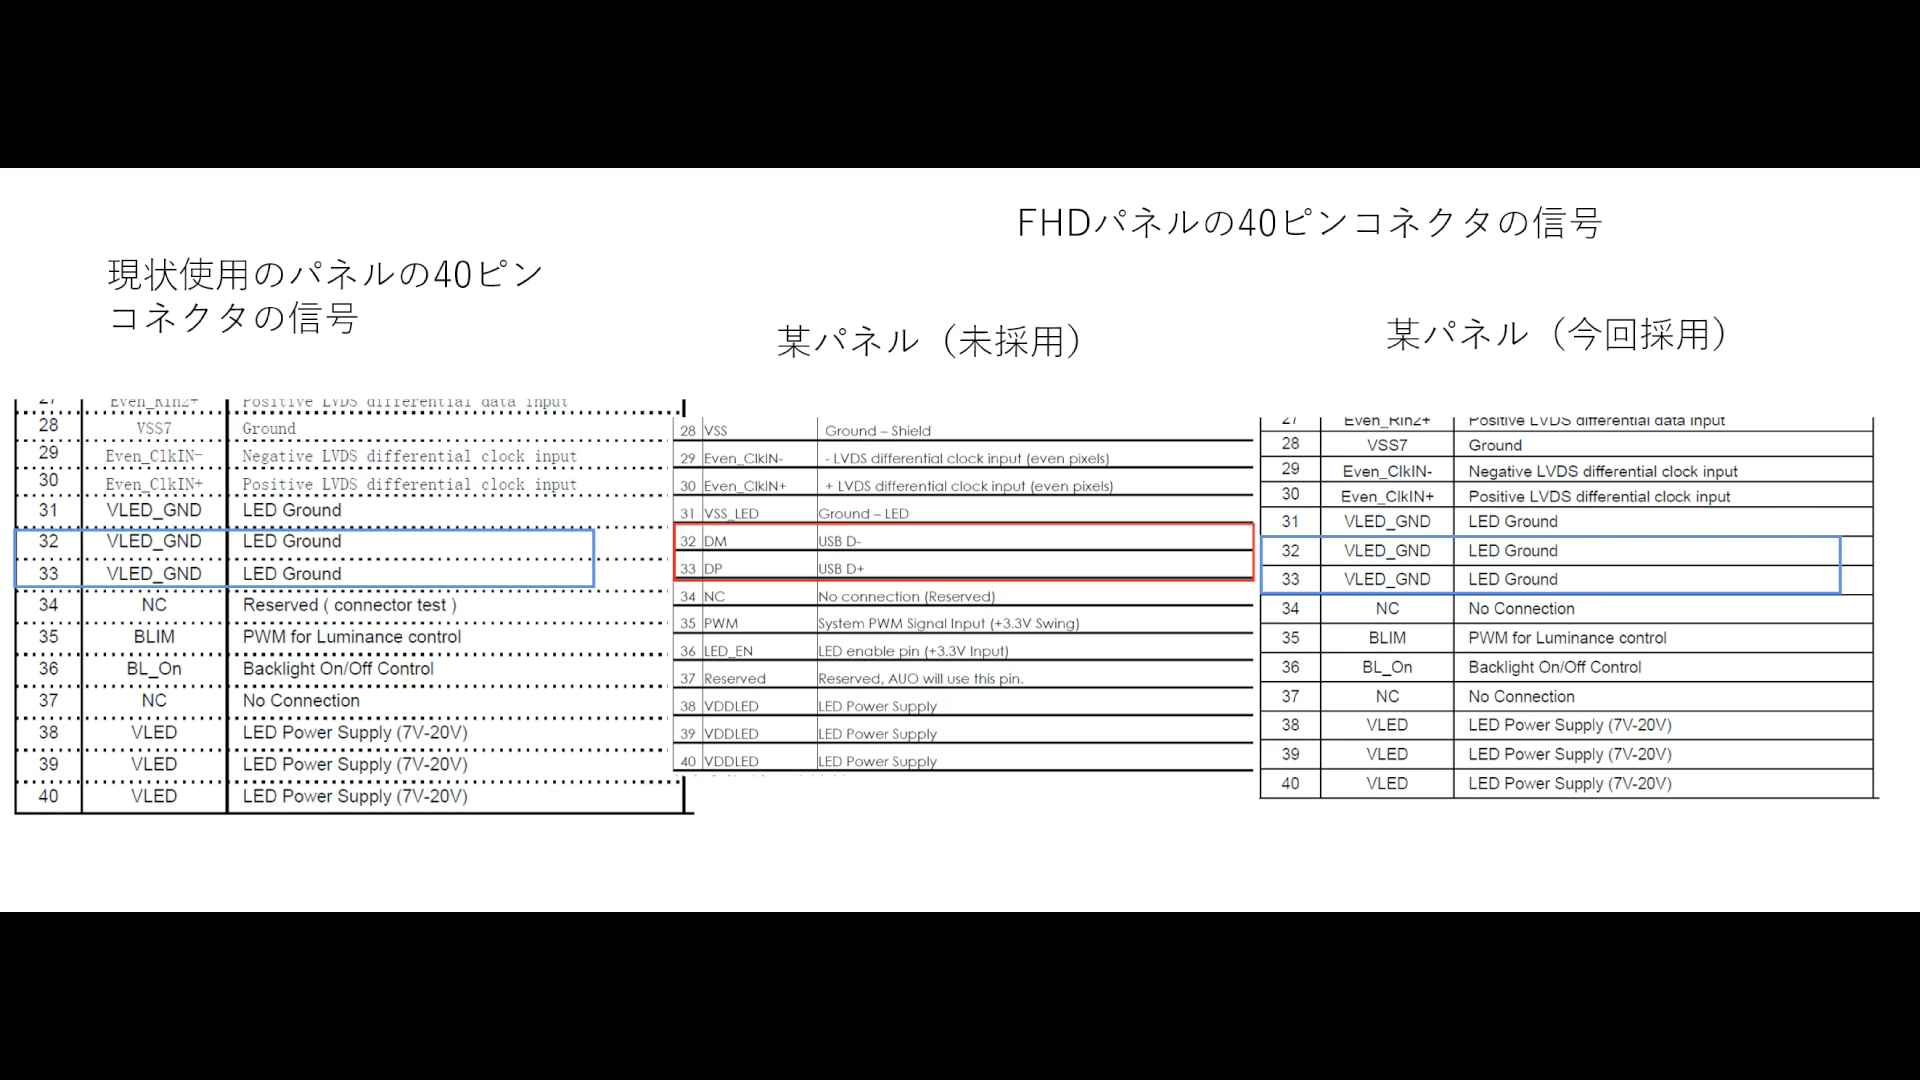 FHDパネルの40ピンコネクタの信号
現状使用のパネルの40ピン
コネクタの信号
某パネル（未採用）
某パネル（今回採用）
27 Even_Rin2+ Positive LVDS differential data input
28 VSS7 Ground
29 Even_ClkIN- Negative LVDS differential clock input
30 Even_ClkIN+ Positive LVDS differential clock input
31 VLED_GND LED Ground
32 VLED_GND LED Ground
33 VLED_GND LED Ground
34 NC Reserved ( connector test )
35 BLIM PWM for Luminance control
36 BL_On Backlight On/Off Control
37 NC No Connection
38 VLED LED Power Supply (7V-20V)
39 VLED LED Power Supply (7V-20V)
40 VLED LED Power Supply (7V-20V)
28 VSS Ground – Shield
29 Even_ClkIN- - LVDS differential clock input (even pixels)
30 Even_ClkIN+ + LVDS differential clock input (even pixels)
31 VSS_LED Ground – LED
32 DM USB D-
33 DP USB D+
34 NC No connection (Reserved)
35 PWM System PWM Signal Input (+3.3V Swing)
36 LED_EN LED enable pin (+3.3V Input)
37 Reserved Reserved, AUO will use this pin.
38 VDDLED LED Power Supply
39 VDDLED LED Power Supply
40 VDDLED LED Power Supply
27 Even_Rin2+ Positive LVDS differential data input
28 VSS7 Ground
29 Even_ClkIN- Negative LVDS differential clock input
30 Even_ClkIN+ Positive LVDS differential clock input
31 VLED_GND LED Ground
32 VLED_GND LED Ground
33 VLED_GND LED Ground
34 NC No Connection
35 BLIM PWM for Luminance control
36 BL_On Backlight On/Off Control
37 NC No Connection
38 VLED LED Power Supply (7V-20V)
39 VLED LED Power Supply (7V-20V)
40 VLED LED Power Supply (7V-20V)